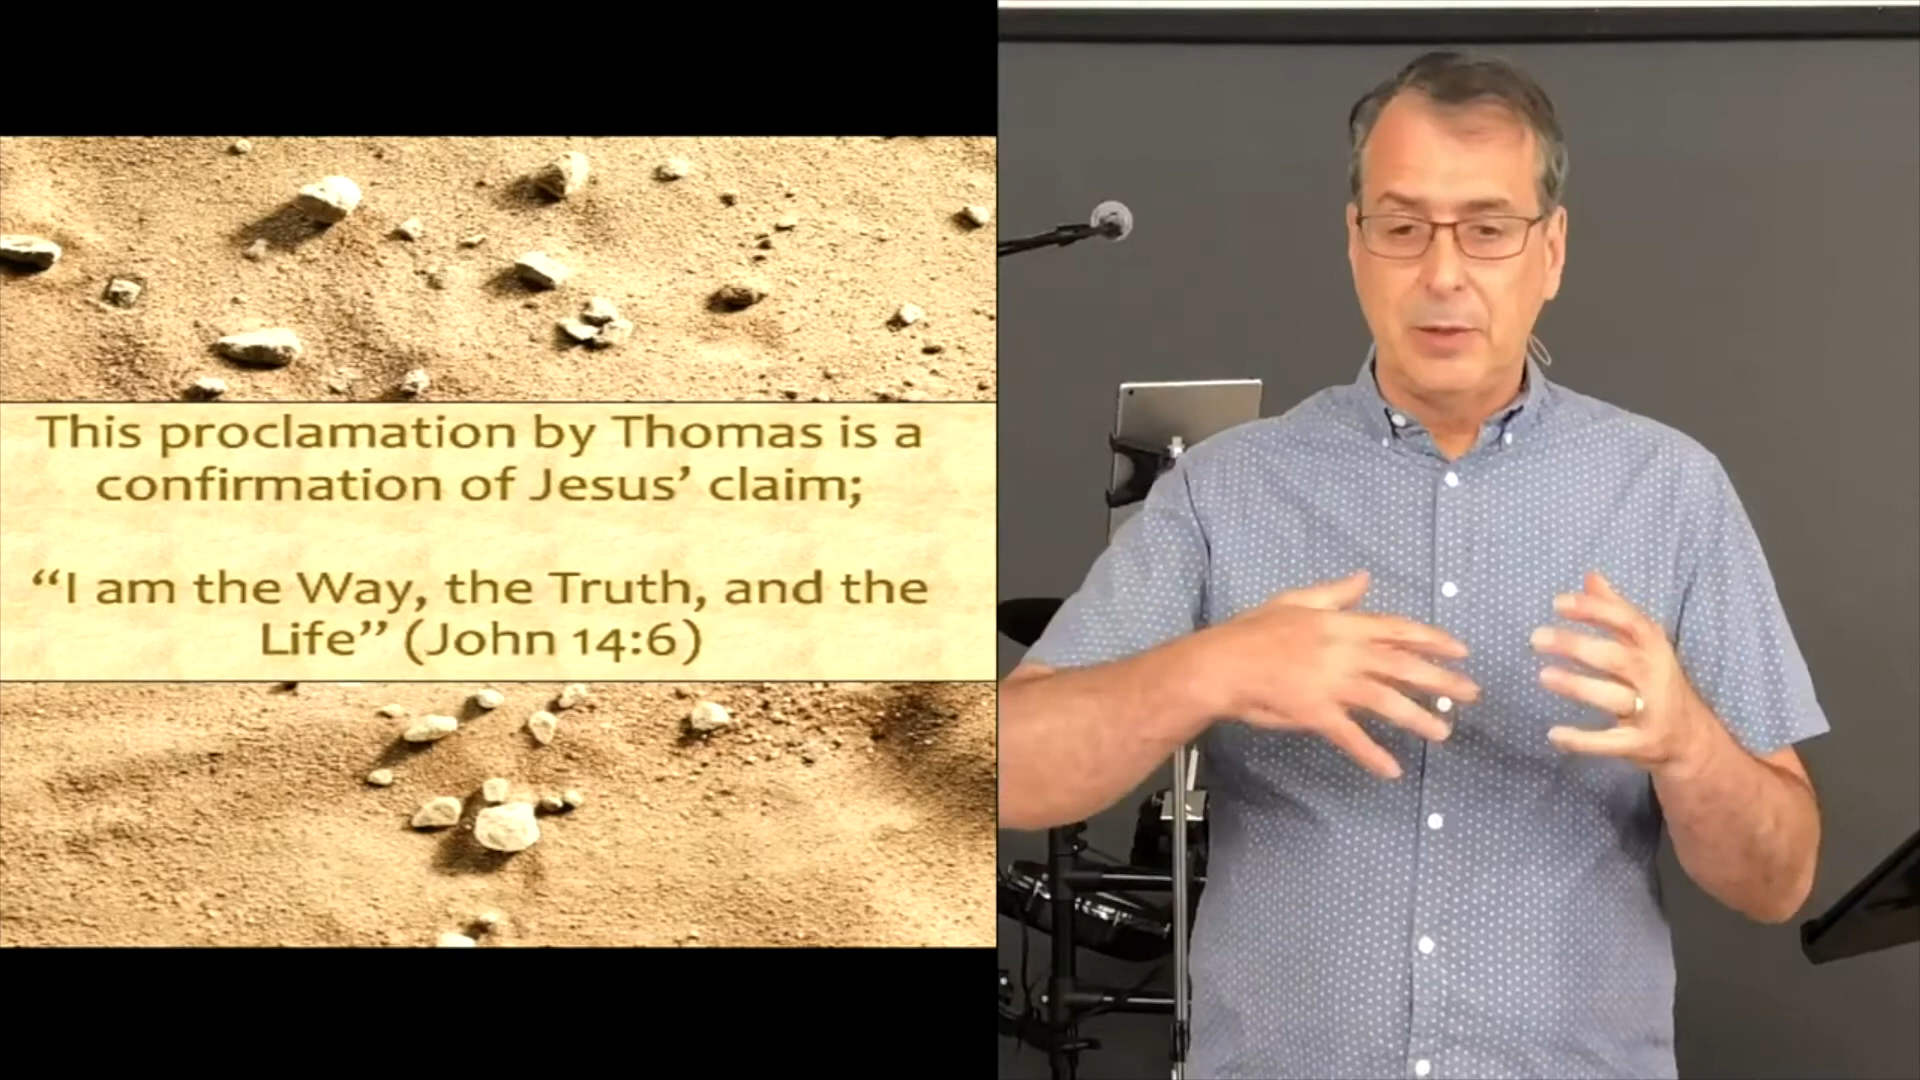 This proclamation by Thomas is a
confirmation of Jesus’ claim;
“I am the Way, the Truth, and the
Life” (John 14:6)